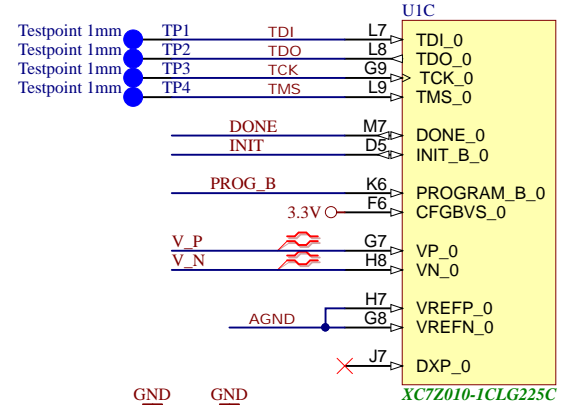 U1C
Testpoint 1mm TP1 TDI L7 TDI_0
Testpoint 1mm TP2 TDO L8 TDO_0
Testpoint 1mm TP3 TCK G9 TCK_0
Testpoint 1mm TP4 TMS L9 TMS_0
DONE M7 DONE_0
INIT D5 INIT_B_0
PROG_B K6 PROGRAM_B_0
3.3V F6 CFGBVS_0
V_P G7 VP_0
V_N H8 VN_0
H7 VREFP_0
AGND G8 VREFN_0
J7 DXP_0
GND GND XC7Z010-1CLG225C